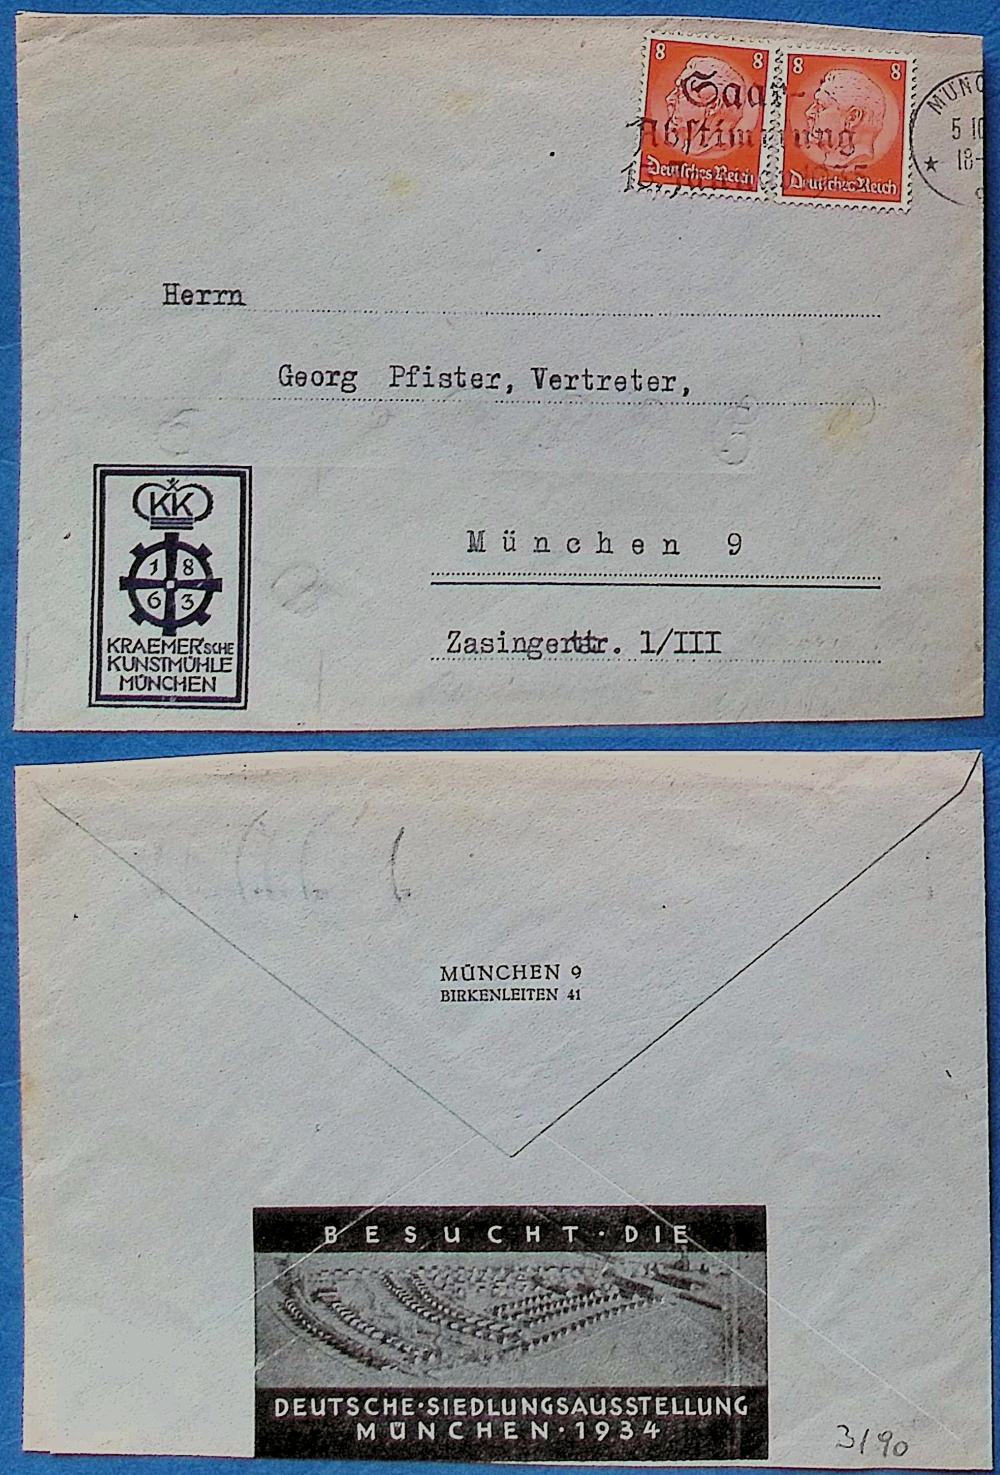 8 8
8 8
Saar-
Abstimmung
1935
Deutsches Reich
Deutsches Reich
5 10
18-
Herrn
Georg Pfister, Vertreter,
München 9
Zasingerstr. 1/III
KK
1 8
6 3
KRAEMER'SCHE
KUNSTMÜHLE
MÜNCHEN
MÜNCHEN 9
BIRKENLEITEN 41
BESUCHT·DIE
DEUTSCHE·SIEDLUNGSAUSSTELLUNG
MÜNCHEN·1934
3/90